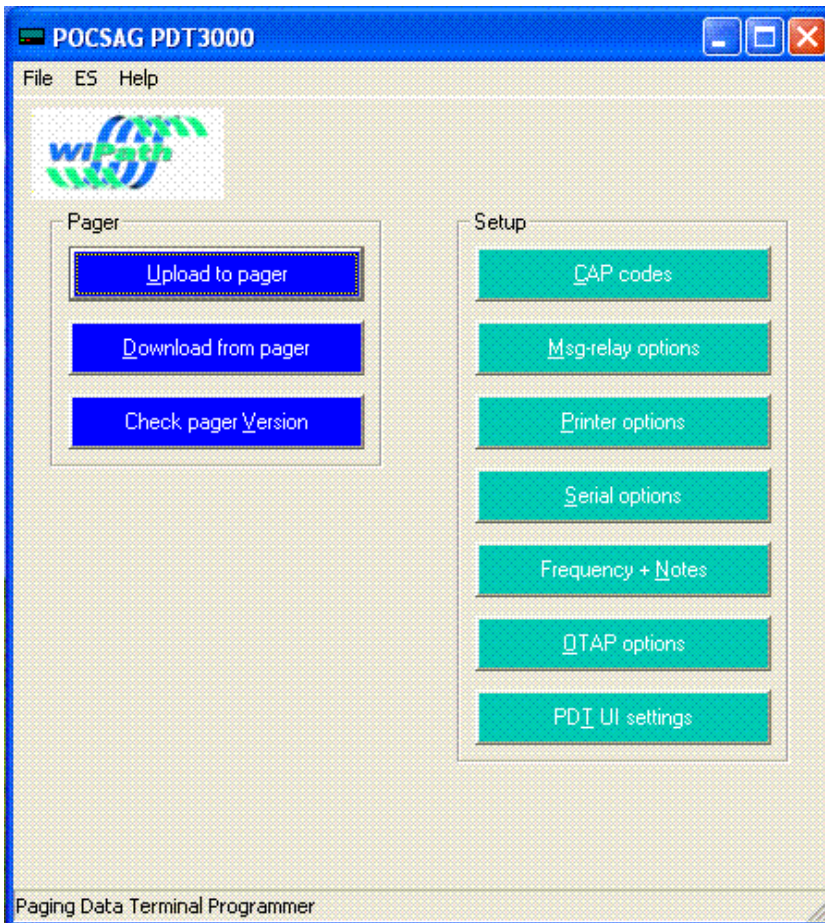 POCSAG PDT3000
File ES Help
WiPath
Pager
Upload to pager
Download from pager
Check pager Version
Setup
CAP codes
Msg-relay options
Printer options
Serial options
Frequency + Notes
OTAP options
PDT UI settings
Paging Data Terminal Programmer